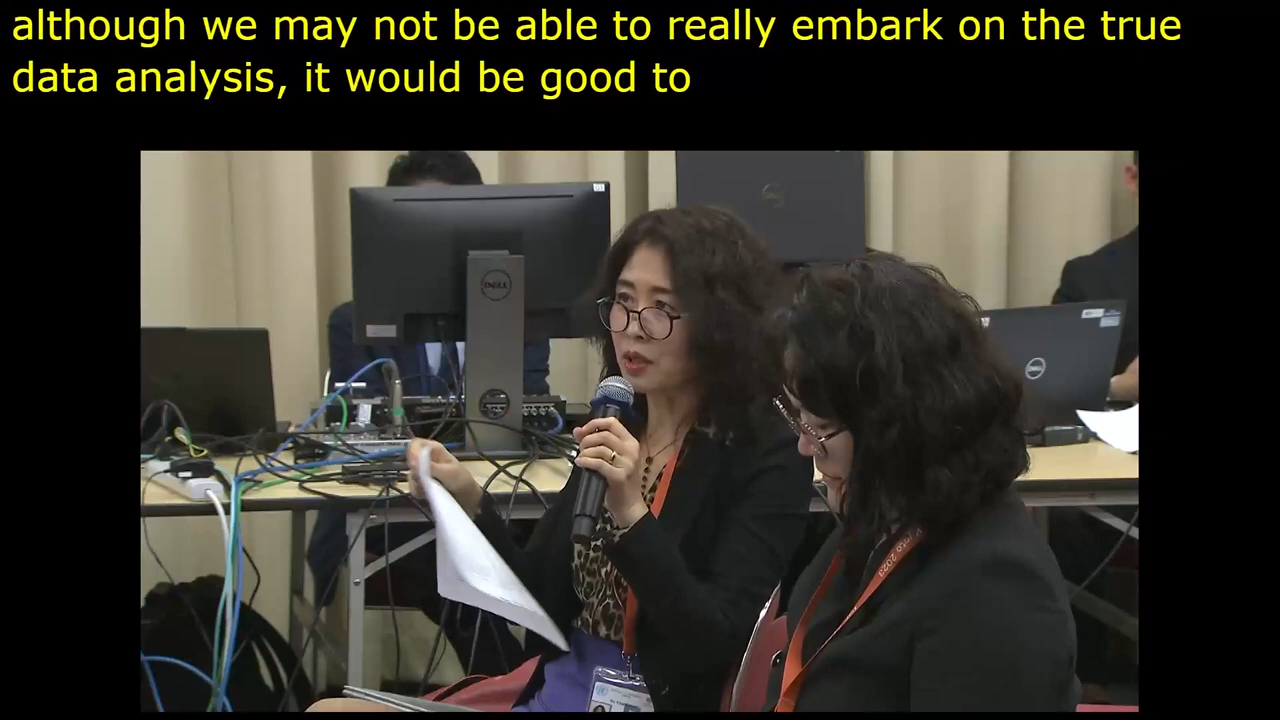 although we may not be able to really embark on the true
data analysis, it would be good to
DELL
DELL
2023